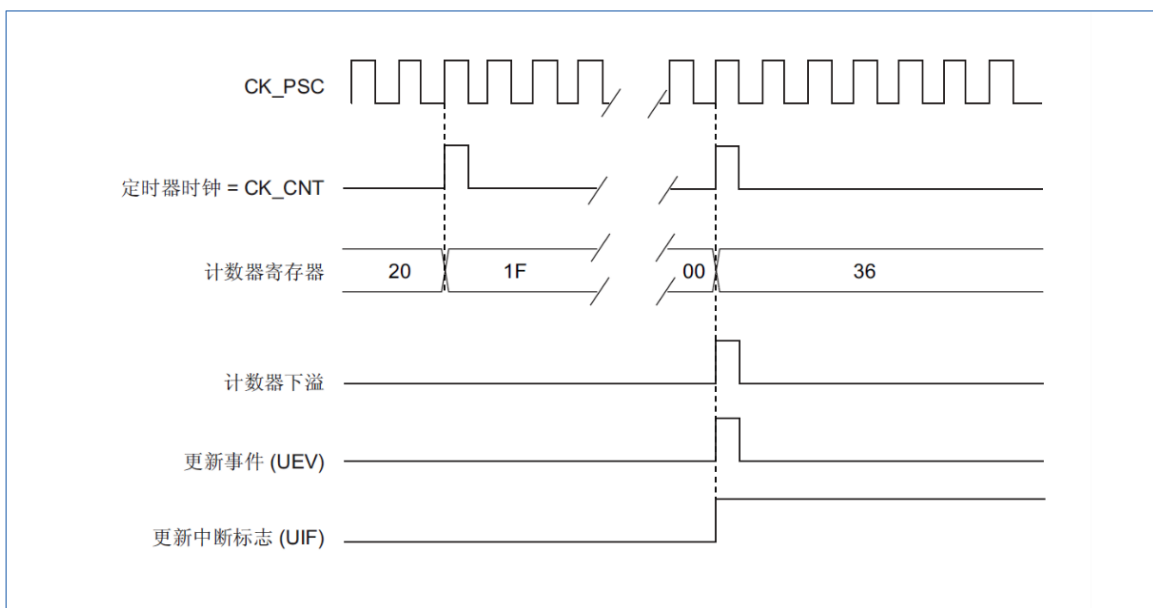 CK_PSC
定时器时钟 = CK_CNT
计数器寄存器 20 1F 00 36
计数器下溢
更新事件 (UEV)
更新中断标志 (UIF)